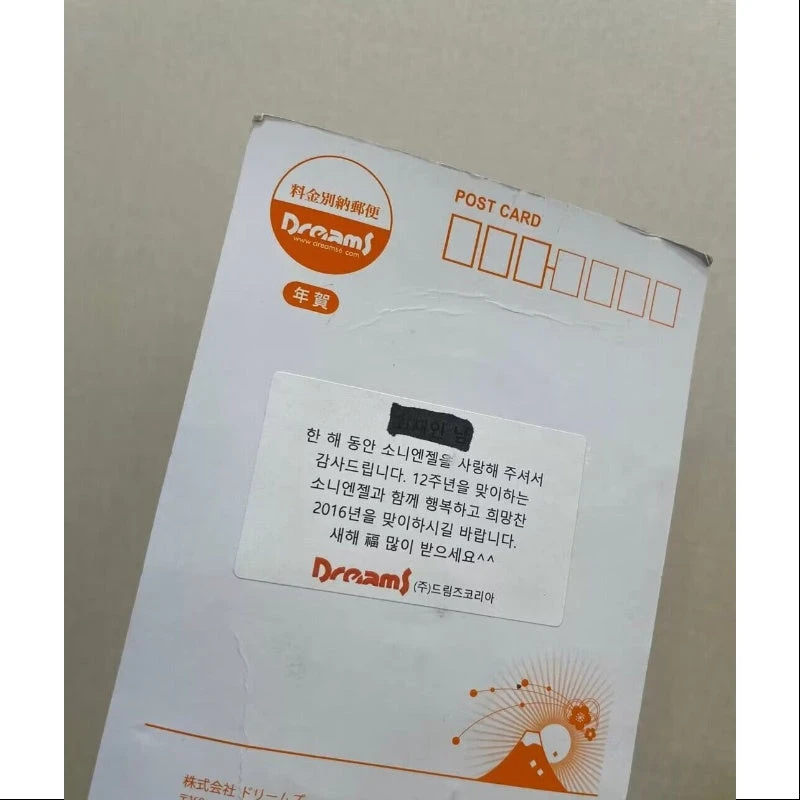 料金別納郵便
DreamS
www.dreams6.com
年賀
POST CARD
한 해 동안 소니엔젤을 사랑해 주셔서
감사드립니다. 12주년을 맞이하는
소니엔젤과 함께 행복하고 희망찬
2016년을 맞이하시길 바랍니다.
새해 福 많이 받으세요^^
DreamS (주)드림즈코리아
株式会社 ドリームズ